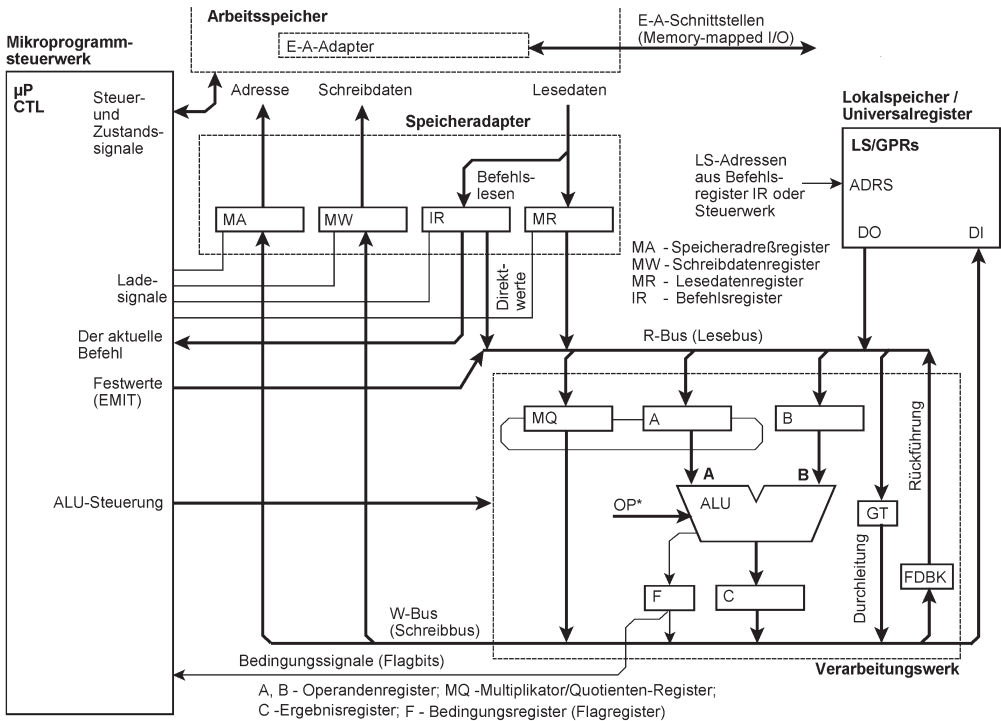 Arbeitsspeicher
E-A-Adapter
E-A-Schnittstellen
(Memory-mapped I/O)
Mikroprogramm-
steuerwerk
µP
CTL
Steuer-
und
Zustands-
signale
Adresse
Schreibdaten
Lesedaten
Speicheradapter
Befehls-
lesen
MA
MW
IR
MR
Lade-
signale
Direkt-
werte
Der aktuelle
Befehl
Festwerte
(EMIT)
ALU-Steuerung
Lokalspeicher /
Universalregister
LS/GPRs
LS-Adressen
aus Befehls-
register IR oder
Steuerwerk
ADRS
DO
DI
MA - Speicheradreßregister
MW - Schreibdatenregister
MR - Lesedatenregister
IR - Befehlsregister
R-Bus (Lesebus)
MQ
A
B
A
B
ALU
OP*
GT
Rückführung
Durchleitung
FDBK
F
C
W-Bus
(Schreibbus)
Verarbeitungswerk
Bedingungssignale (Flagbits)
A, B - Operandenregister; MQ -Multiplikator/Quotienten-Register;
C -Ergebnisregister; F - Bedingungsregister (Flagregister)